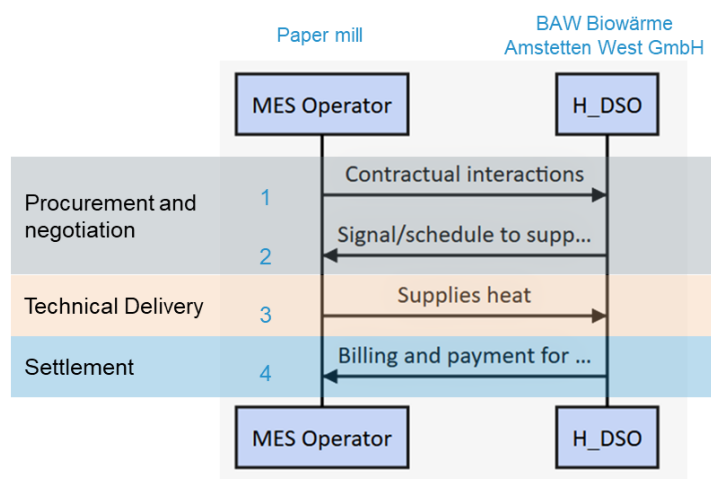 Paper mill
BAW Biowärme
Amstetten West GmbH
MES Operator
H_DSO
Procurement and
negotiation
1
Contractual interactions
2
Signal/schedule to supp...
Technical Delivery
3
Supplies heat
Settlement
4
Billing and payment for ...
MES Operator
H_DSO